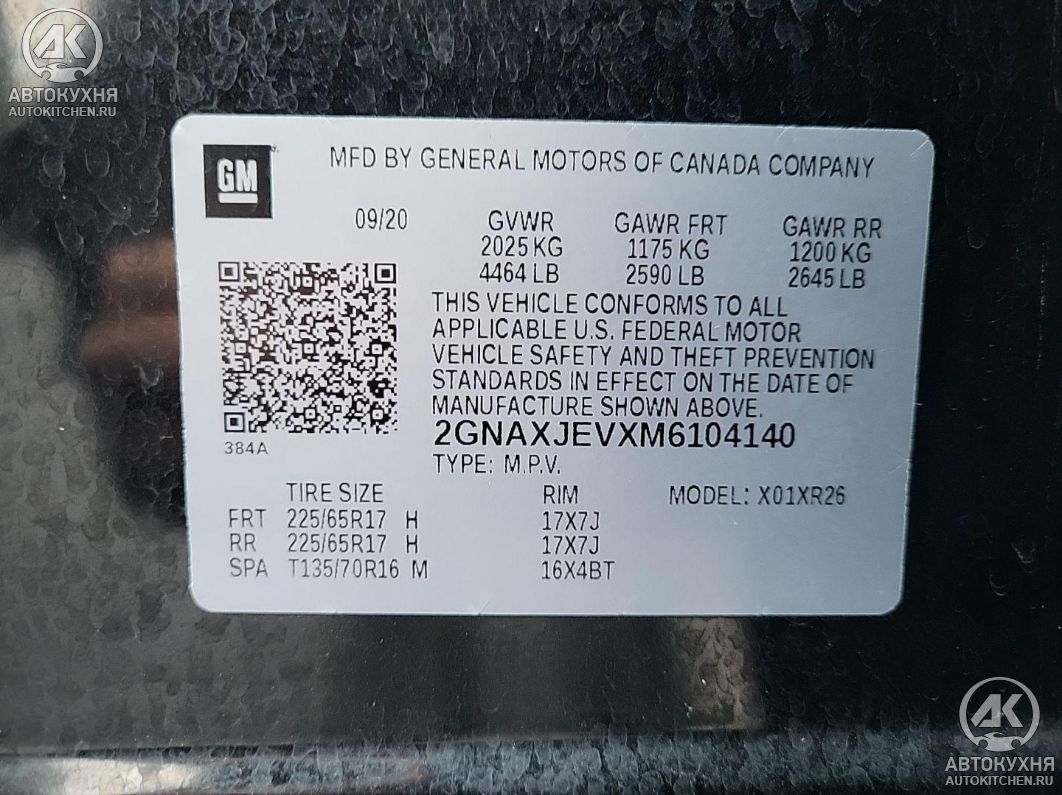 АК
АВТОКУХНЯ
AUTOKITCHEN.RU
GM
MFD BY GENERAL MOTORS OF CANADA COMPANY
09/20 GVWR GAWR FRT GAWR RR
2025 KG 1175 KG 1200 KG
4464 LB 2590 LB 2645 LB
THIS VEHICLE CONFORMS TO ALL
APPLICABLE U.S. FEDERAL MOTOR
VEHICLE SAFETY AND THEFT PREVENTION
STANDARDS IN EFFECT ON THE DATE OF
MANUFACTURE SHOWN ABOVE.
2GNAXJEVXM6104140
384A
TYPE: M.P.V.
TIRE SIZE RIM MODEL: X01XR26
FRT 225/65R17 H 17X7J
RR 225/65R17 H 17X7J
SPA T135/70R16 M 16X4BT
АК
АВТОКУХНЯ
AUTOKITCHEN.RU